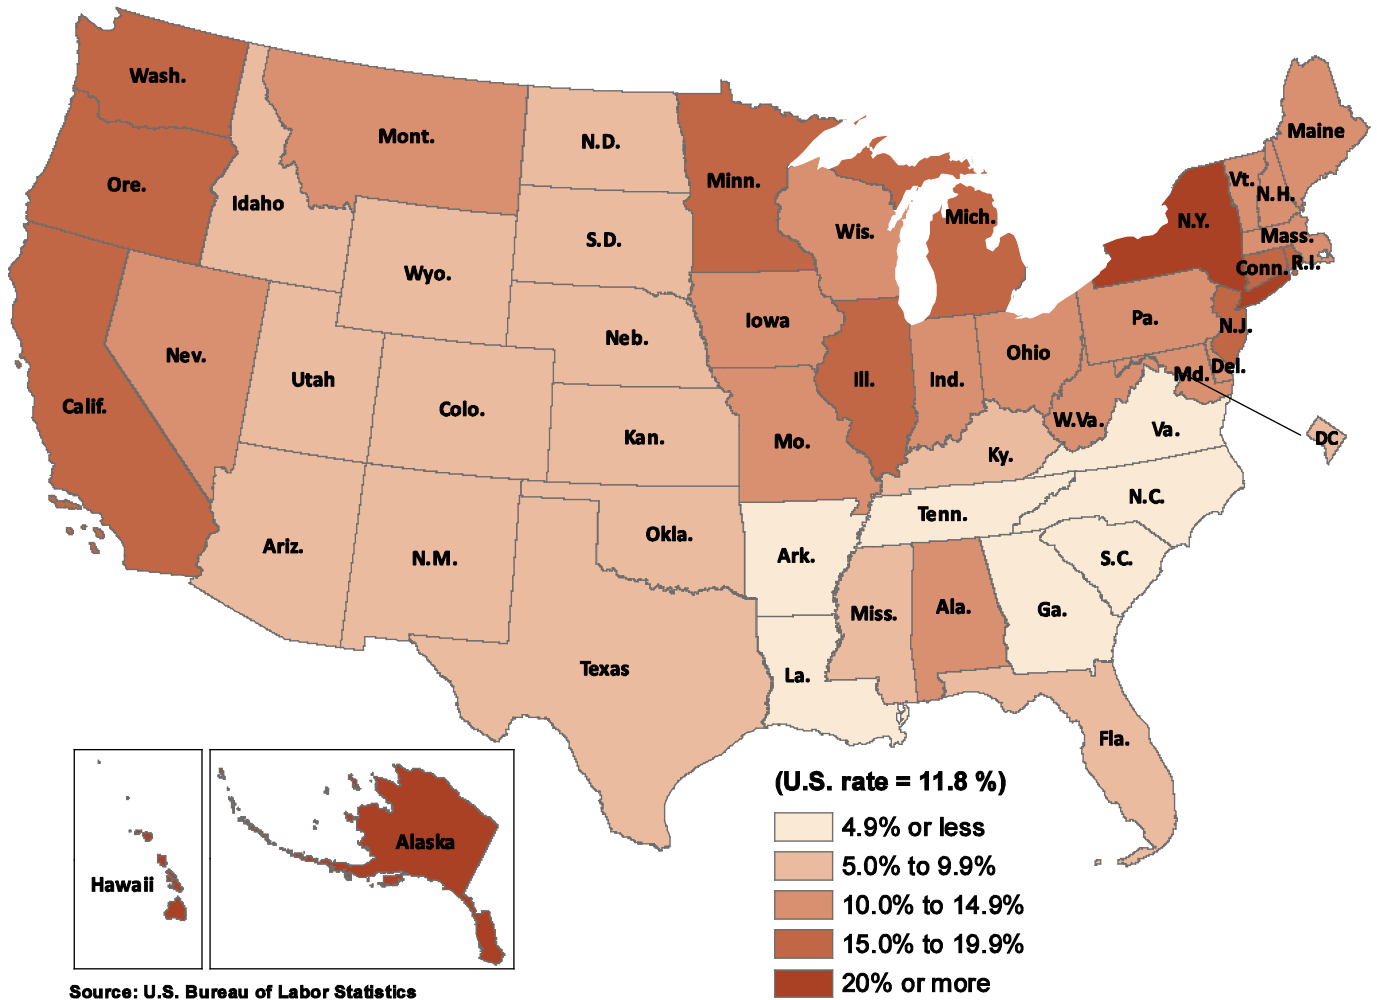 Wash.
Maine
Mont.
N.D.
Vt.
Minn.
Ore.
N.H.
Idaho
Mich.
N.Y.
Wis.
S.D.
Mass.
R.I.
Conn.
Wyo.
Iowa
Pa.
N.J.
Neb.
Ohio
Nev.
Del.
Md.
Utah
Ill.
Ind.
Calif.
Colo.
W.Va.
Va.
Kan.
DC
Mo.
Ky.
N.C.
Tenn.
Okla.
Ariz.
N.M.
Ark.
S.C.
Ala.
Ga.
Miss.
Texas
La.
Fla.
(U.S. rate = 11.8 %)
4.9% or less
Alaska
5.0% to 9.9%
Hawaii
10.0% to 14.9%
15.0% to 19.9%
20% or more
Source: U.S. Bureau of Labor Statistics